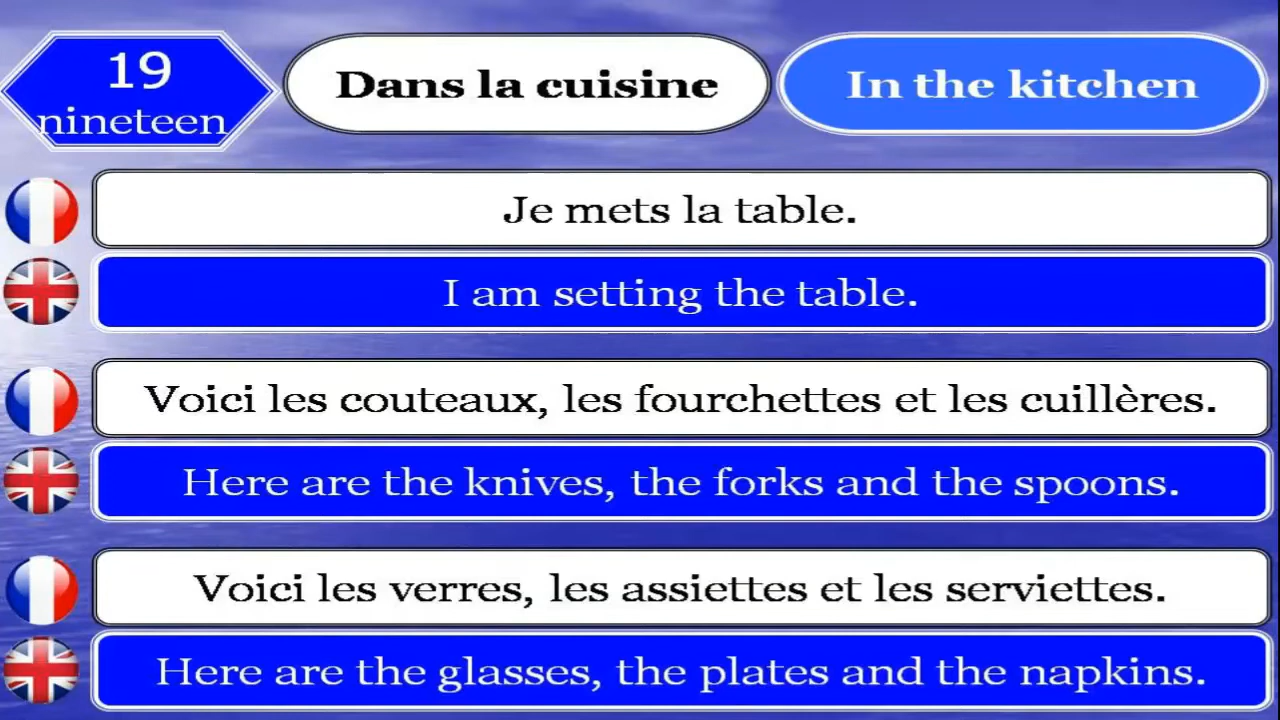 19
nineteen
Dans la cuisine
In the kitchen
Je mets la table.
I am setting the table.
Voici les couteaux, les fourchettes et les cuillères.
Here are the knives, the forks and the spoons.
Voici les verres, les assiettes et les serviettes.
Here are the glasses, the plates and the napkins.